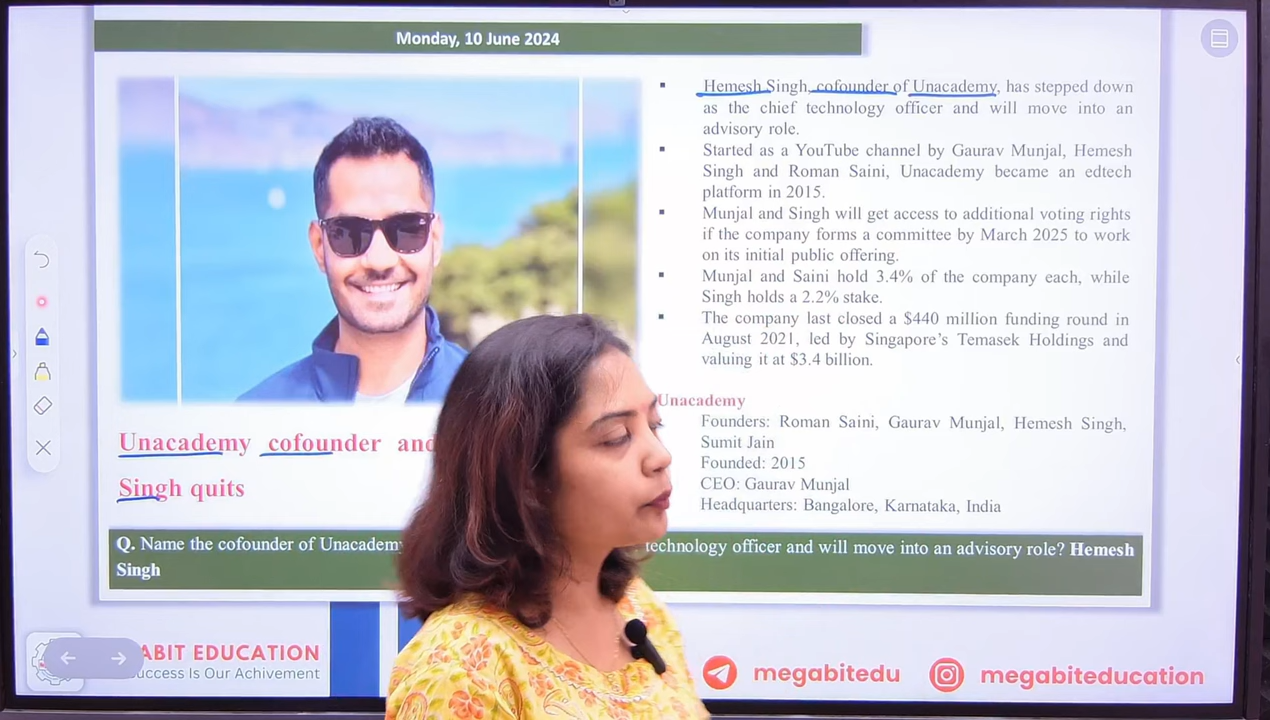 Monday, 10 June 2024
Hemesh Singh, cofounder of Unacademy, has stepped down
as the chief technology officer and will move into an
advisory role.
Started as a YouTube channel by Gaurav Munjal, Hemesh
Singh and Roman Saini, Unacademy became an edtech
platform in 2015.
Munjal and Singh will get access to additional voting rights
if the company forms a committee by March 2025 to work
on its initial public offering.
Munjal and Saini hold 3.4% of the company each, while
Singh holds a 2.2% stake.
The company last closed a $440 million funding round in
August 2021, led by Singapore's Temasek Holdings and
valuing it at $3.4 billion.
Unacademy
Founders: Roman Saini, Gaurav Munjal, Hemesh Singh,
Sumit Jain
Founded: 2015
CEO: Gaurav Munjal
Headquarters: Bangalore, Karnataka, India
Unacademy cofounder and
Singh quits
Q. Name the cofounder of Unacademy technology officer and will move into an advisory role? Hemesh
Singh
ABIT EDUCATION
uccess Is Our Achivement
megabitedu
megabiteducation